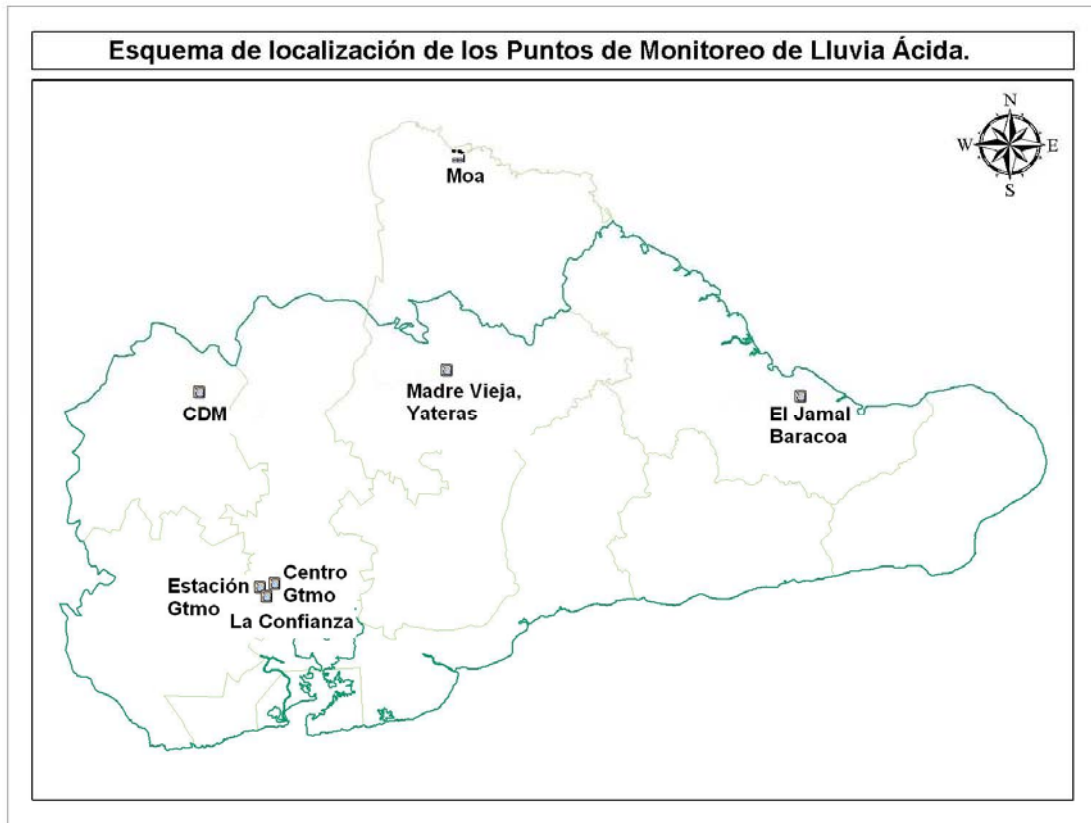 Esquema de localización de los Puntos de Monitoreo de Lluvia Ácida.
N
W
E
S
Moa
Madre Vieja,
Yateras
CDM
El Jamal
Baracoa
Estación
Gtmo
Centro
Gtmo
La Confianza